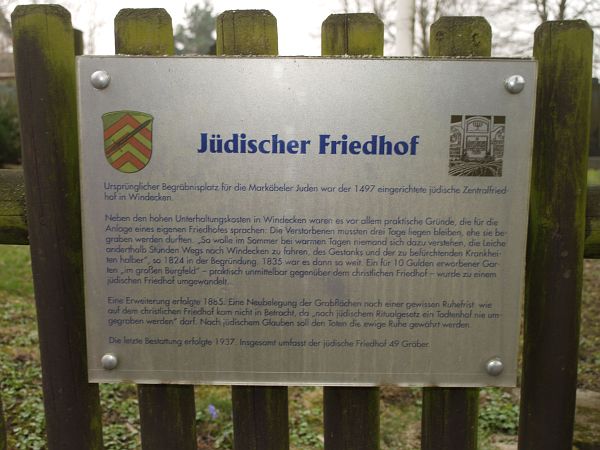 Jüdischer Friedhof
Ursprünglicher Begräbnisplatz für die Marköbeler Juden war der 1497 eingerichtete jüdische Zentralfried-
hof in Windecken.
Neben den hohen Unterhaltungskosten in Windecken waren es vor allem praktische Gründe, die für die
Anlage eines eigenen Friedhofes sprachen: Die Verstorbenen mussten drei Tage liegen bleiben, ehe sie be-
graben werden durften. „So wolle im Sommer bei warmen Tagen niemand sich dazu verstehen, die Leiche
anderthalb Stunden Wegs nach Windecken zu fahren, des Gestanks und der zu befürchtenden Krankhei-
ten halber", so 1824 in der Begründung. 1835 war es dann so weit. Ein für 10 Gulden erworbener Gar-
ten „im großen Burgfeld" – praktisch unmittelbar gegenüber dem christlichen Friedhof – wurde zu einem
jüdischen Friedhof umgewandelt.
Eine Erweiterung erfolgte 1865. Eine Neubelegung der Grabflächen nach einer gewissen Ruhefrist wie
auf dem christlichen Friedhof kam nicht in Betracht, da „nach jüdischem Ritualgesetz ein Todtenhof nie um-
gegraben werden" darf. Nach jüdischem Glauben soll den Toten die ewige Ruhe gewährt werden.
Die letzte Bestattung erfolgte 1937. Insgesamt umfasst der jüdische Friedhof 49 Gräber.